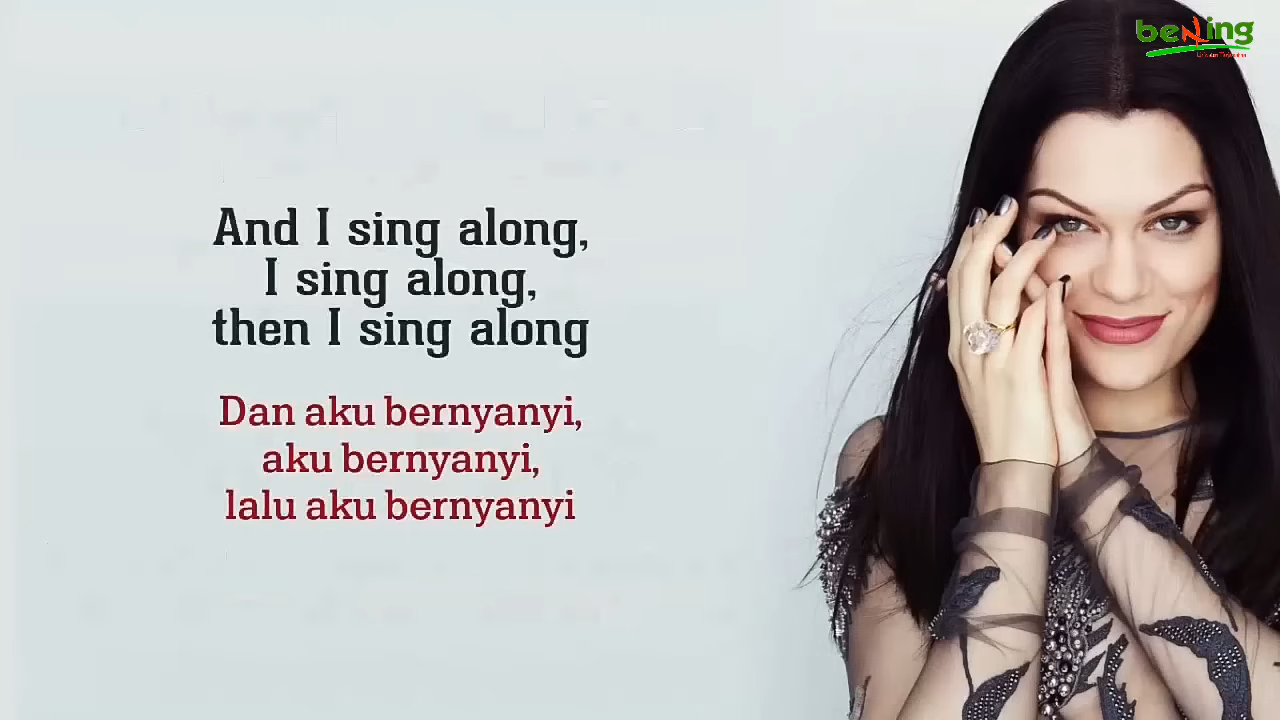 beNing
And I sing along,
I sing along,
then I sing along
Dan aku bernyanyi,
aku bernyanyi,
lalu aku bernyanyi